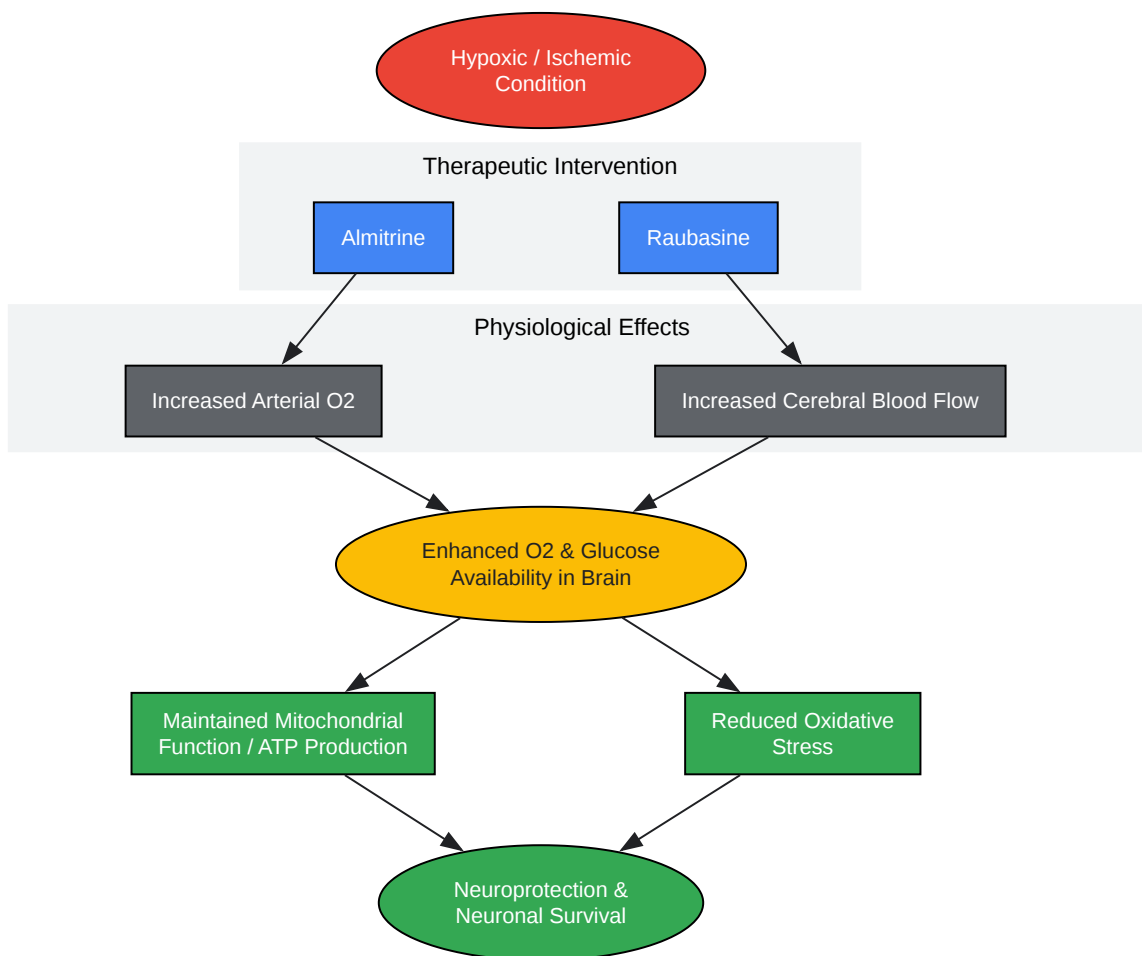 Hypoxic / Ischemic
Condition
Therapeutic Intervention
Almitrine
Raubasine
Physiological Effects
Increased Arterial O2
Increased Cerebral Blood Flow
Enhanced O2 & Glucose
Availability in Brain
Maintained Mitochondrial
Function / ATP Production
Reduced Oxidative
Stress
Neuroprotection &
Neuronal Survival